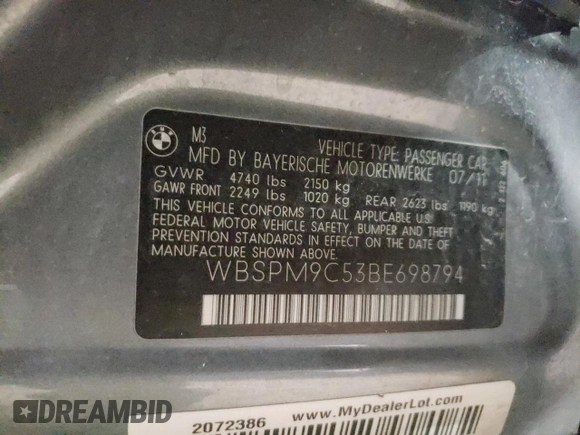 M3
VEHICLE TYPE: PASSENGER CAR
MFD BY BAYERISCHE MOTORENWERKE 07/11
GVWR 4740 lbs 2150 kg
GAWR FRONT 2249 lbs 1020 kg REAR 2623 lbs 1190 kg
THIS VEHICLE CONFORMS TO ALL APPLICABLE U.S.
FEDERAL MOTOR VEHICLE SAFETY, BUMPER AND THEFT
PREVENTION STANDARDS IN EFFECT ON THE DATE OF
MANUFACTURE SHOWN ABOVE.
WBSPM9C53BE698794
2072386
www.MyDealerLot.com
DREAMBID